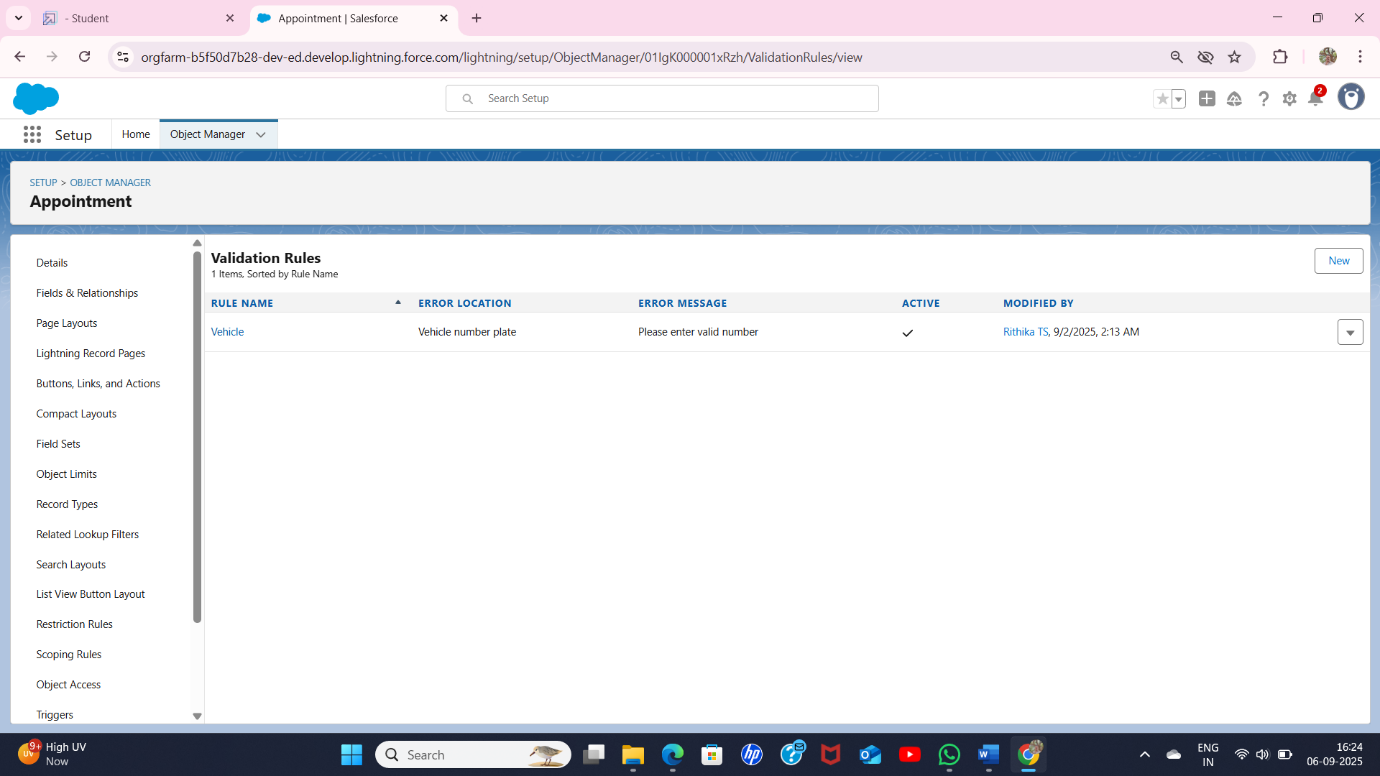 - Student
Appointment | Salesforce
orgfarm-b5f50d7b28-dev-ed.develop.lightning.force.com/lightning/setup/ObjectManager/01IgK000001xRzh/ValidationRules/view
Search Setup
2
Setup
Home
Object Manager
SETUP > OBJECT MANAGER
Appointment
Details
Fields & Relationships
Page Layouts
Lightning Record Pages
Buttons, Links, and Actions
Compact Layouts
Field Sets
Object Limits
Record Types
Related Lookup Filters
Search Layouts
List View Button Layout
Restriction Rules
Scoping Rules
Object Access
Triggers
Validation Rules
1 Items, Sorted by Rule Name
New
RULE NAME ERROR LOCATION ERROR MESSAGE ACTIVE MODIFIED BY
Vehicle Vehicle number plate Please enter valid number Rithika TS, 9/2/2025, 2:13 AM
9+
UV
High UV
Now
Search
hp
W
ENG
IN
16:24
06-09-2025